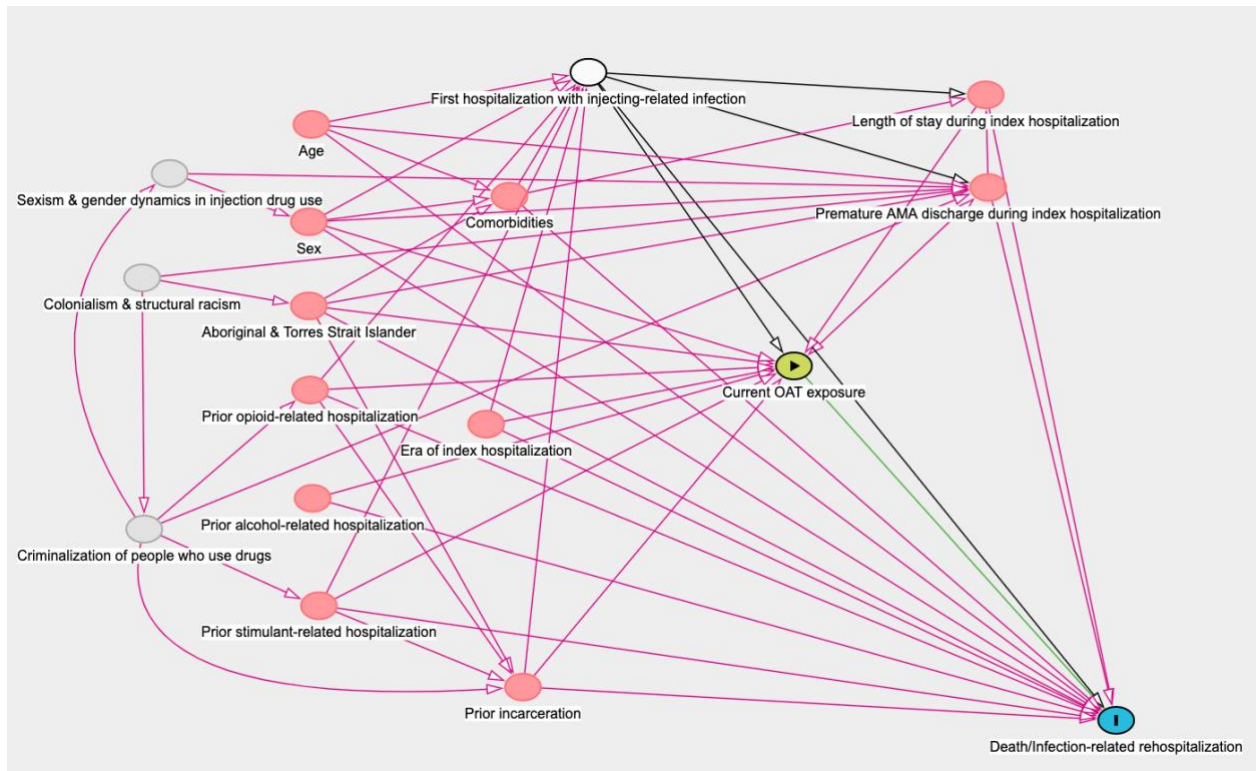 First hospitalization with injecting-related infection
Length of stay during index hospitalization
Age
Sexism & gender dynamics in injection drug use
Comorbidities
Premature AMA discharge during index hospitalization
Sex
Colonialism & structural racism
Aboriginal & Torres Strait Islander
Current OAT exposure
Prior opioid-related hospitalization
Era of index hospitalization
Prior alcohol-related hospitalization
Criminalization of people who use drugs
Prior stimulant-related hospitalization
Prior incarceration
Death/Infection-related rehospitalization